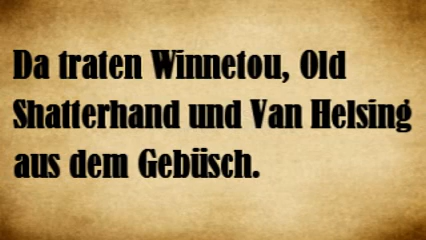 Da traten Winnetou, Old
Shatterhand und Van Helsing
aus dem Gebüsch.